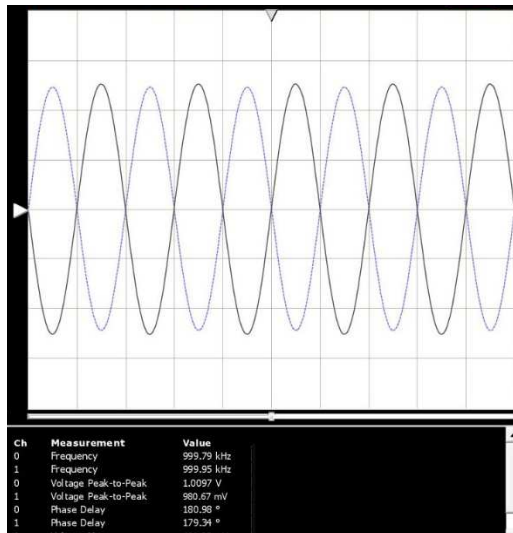 Ch Measurement Value
0 Frequency 999.79 kHz
1 Frequency 999.95 kHz
0 Voltage Peak-to-Peak 1.0097 V
1 Voltage Peak-to-Peak 980.67 mV
0 Phase Delay 180.98 °
1 Phase Delay 179.34 °